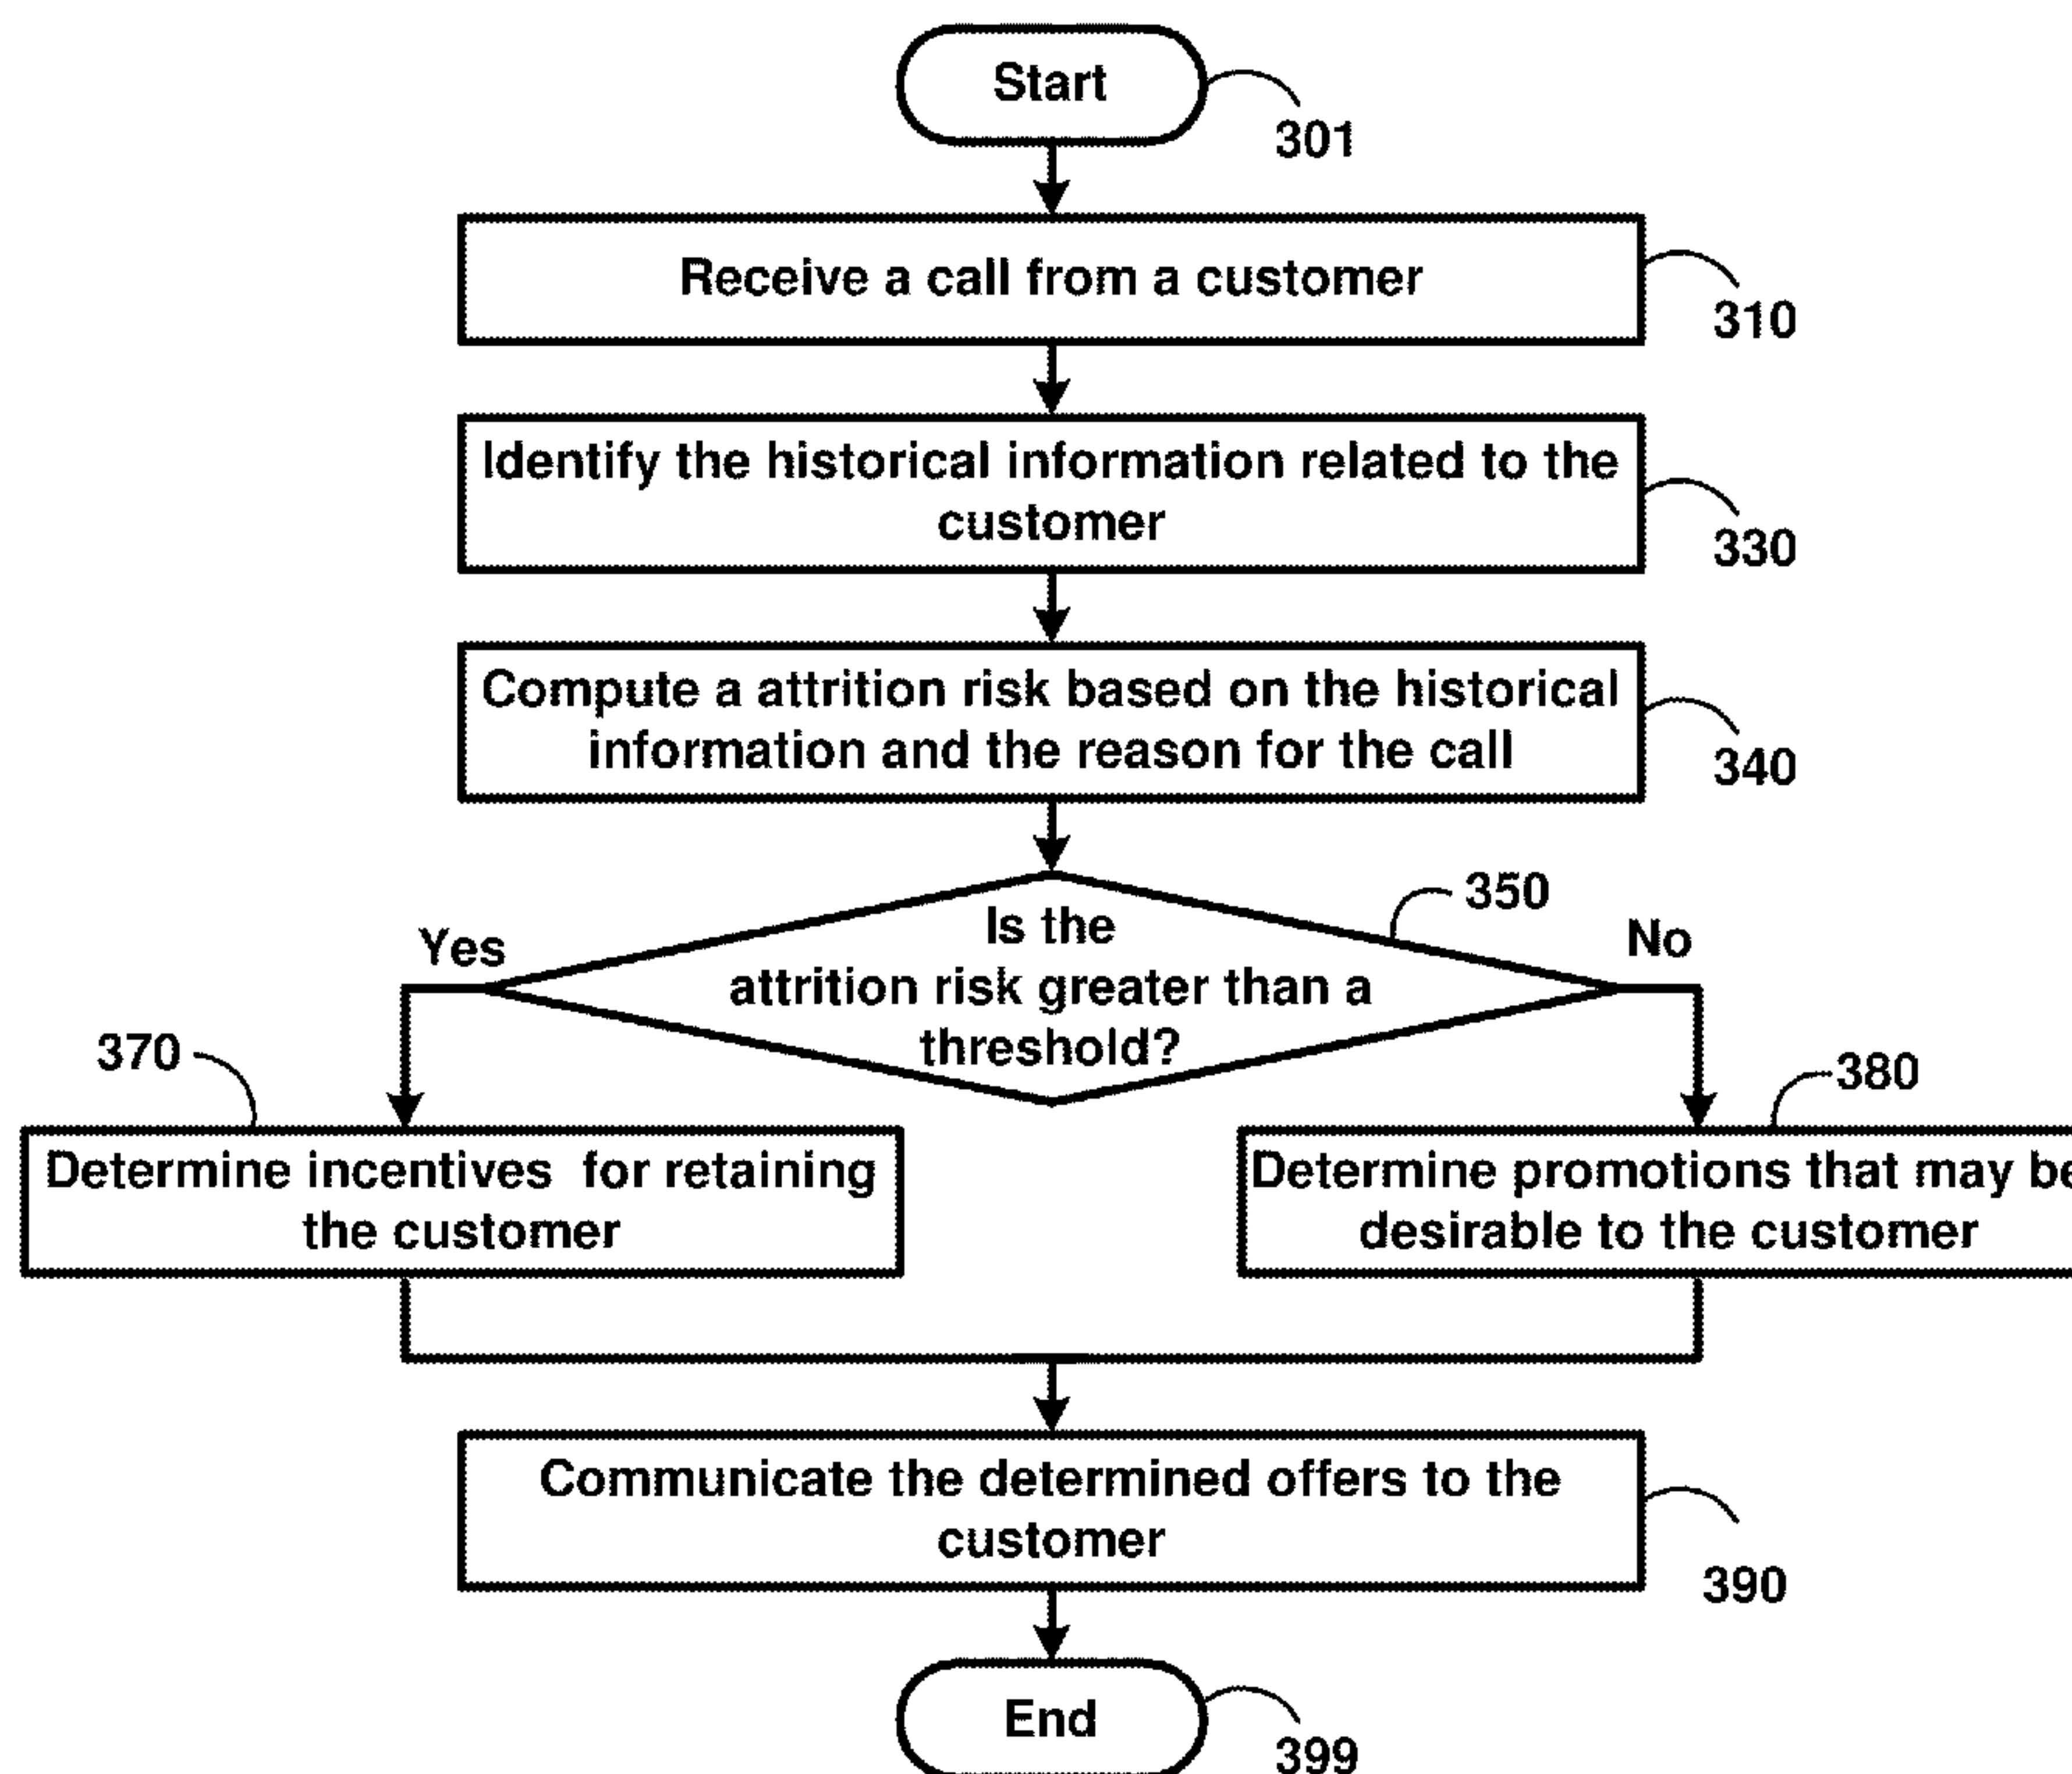 Start
301
Receive a call from a customer
310
Identify the historical information related to the
customer
330
Compute a attrition risk based on the historical
information and the reason for the call
340
350
Yes
No
Is the
attrition risk greater than a
threshold?
370
380
Determine incentives for retaining
the customer
Determine promotions that may be
desirable to the customer
Communicate the determined offers to the
customer
390
End
399